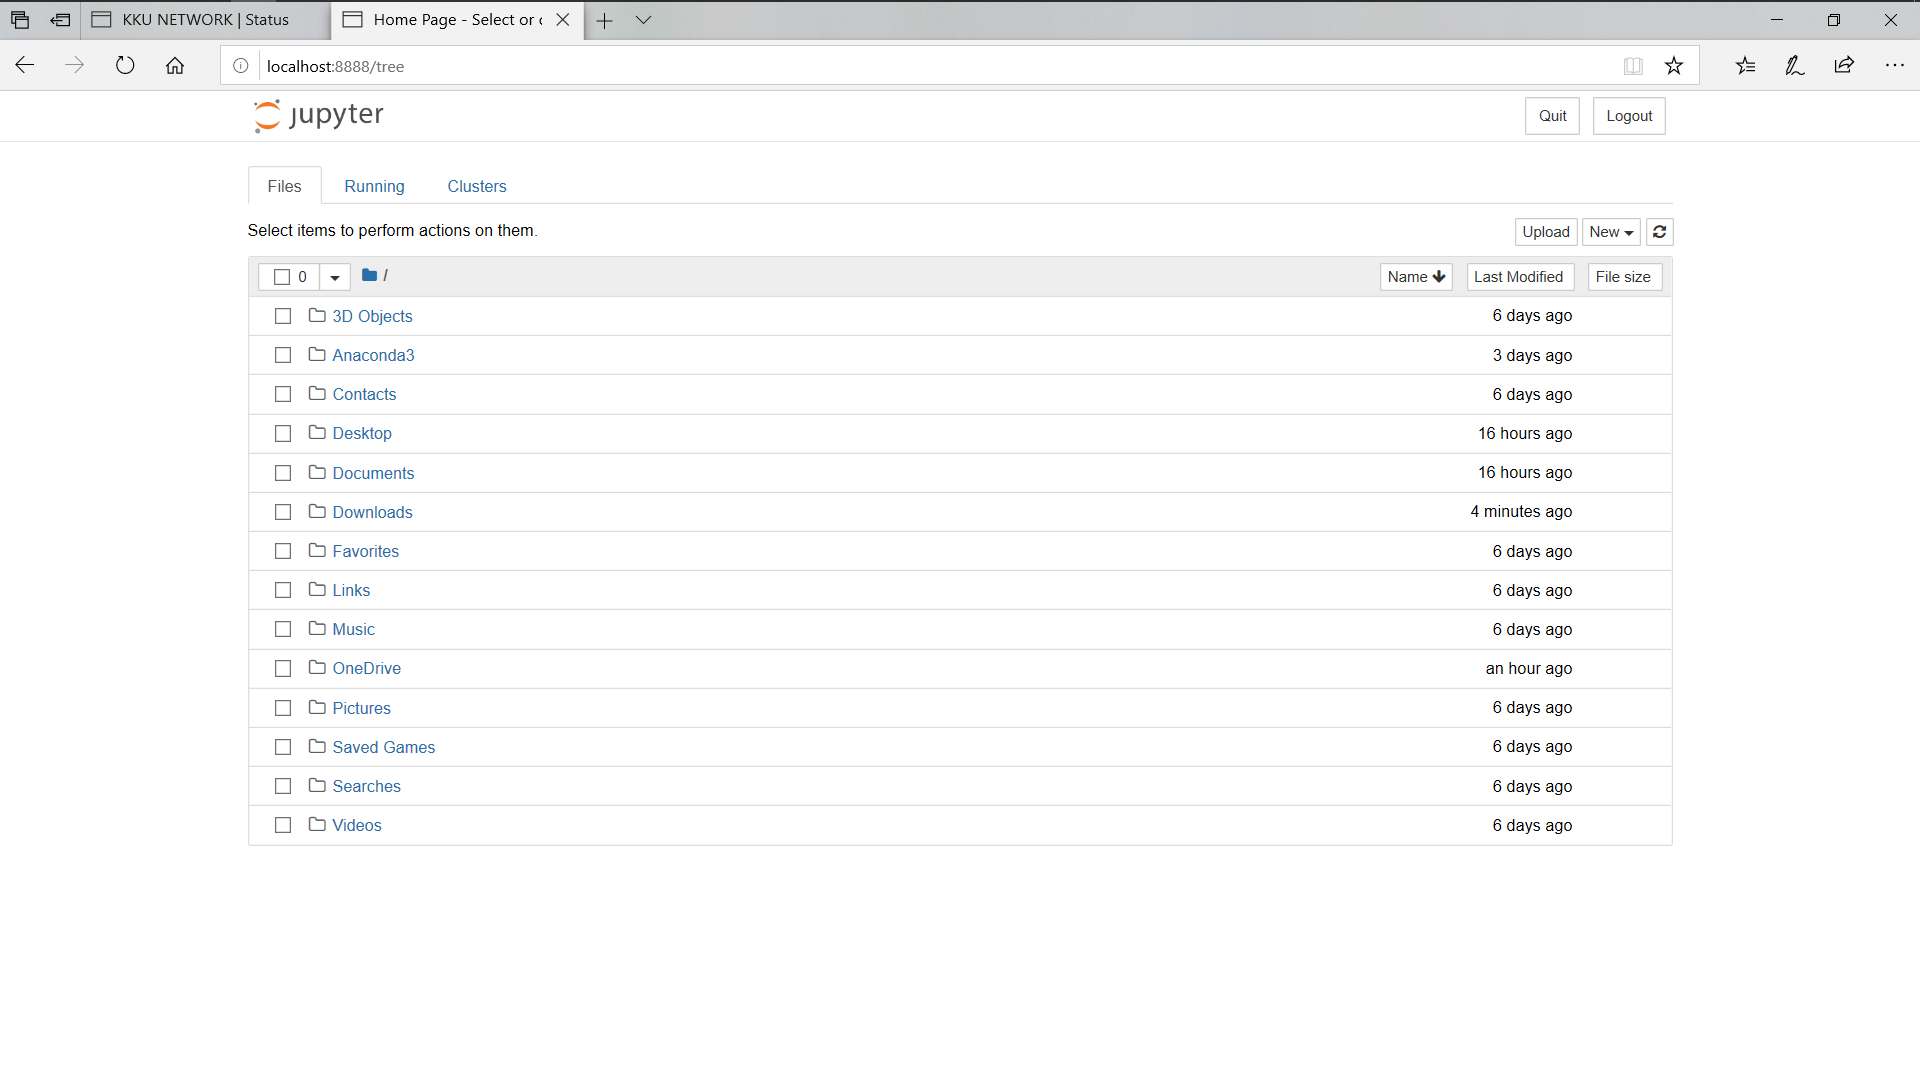 KKU NETWORK | Status
Home Page - Select or c
localhost:8888/tree
jupyter
Quit
Logout
Files
Running
Clusters
Select items to perform actions on them.
Upload
New
0
/
Name
Last Modified
File size
3D Objects 6 days ago
Anaconda3 3 days ago
Contacts 6 days ago
Desktop 16 hours ago
Documents 16 hours ago
Downloads 4 minutes ago
Favorites 6 days ago
Links 6 days ago
Music 6 days ago
OneDrive an hour ago
Pictures 6 days ago
Saved Games 6 days ago
Searches 6 days ago
Videos 6 days ago